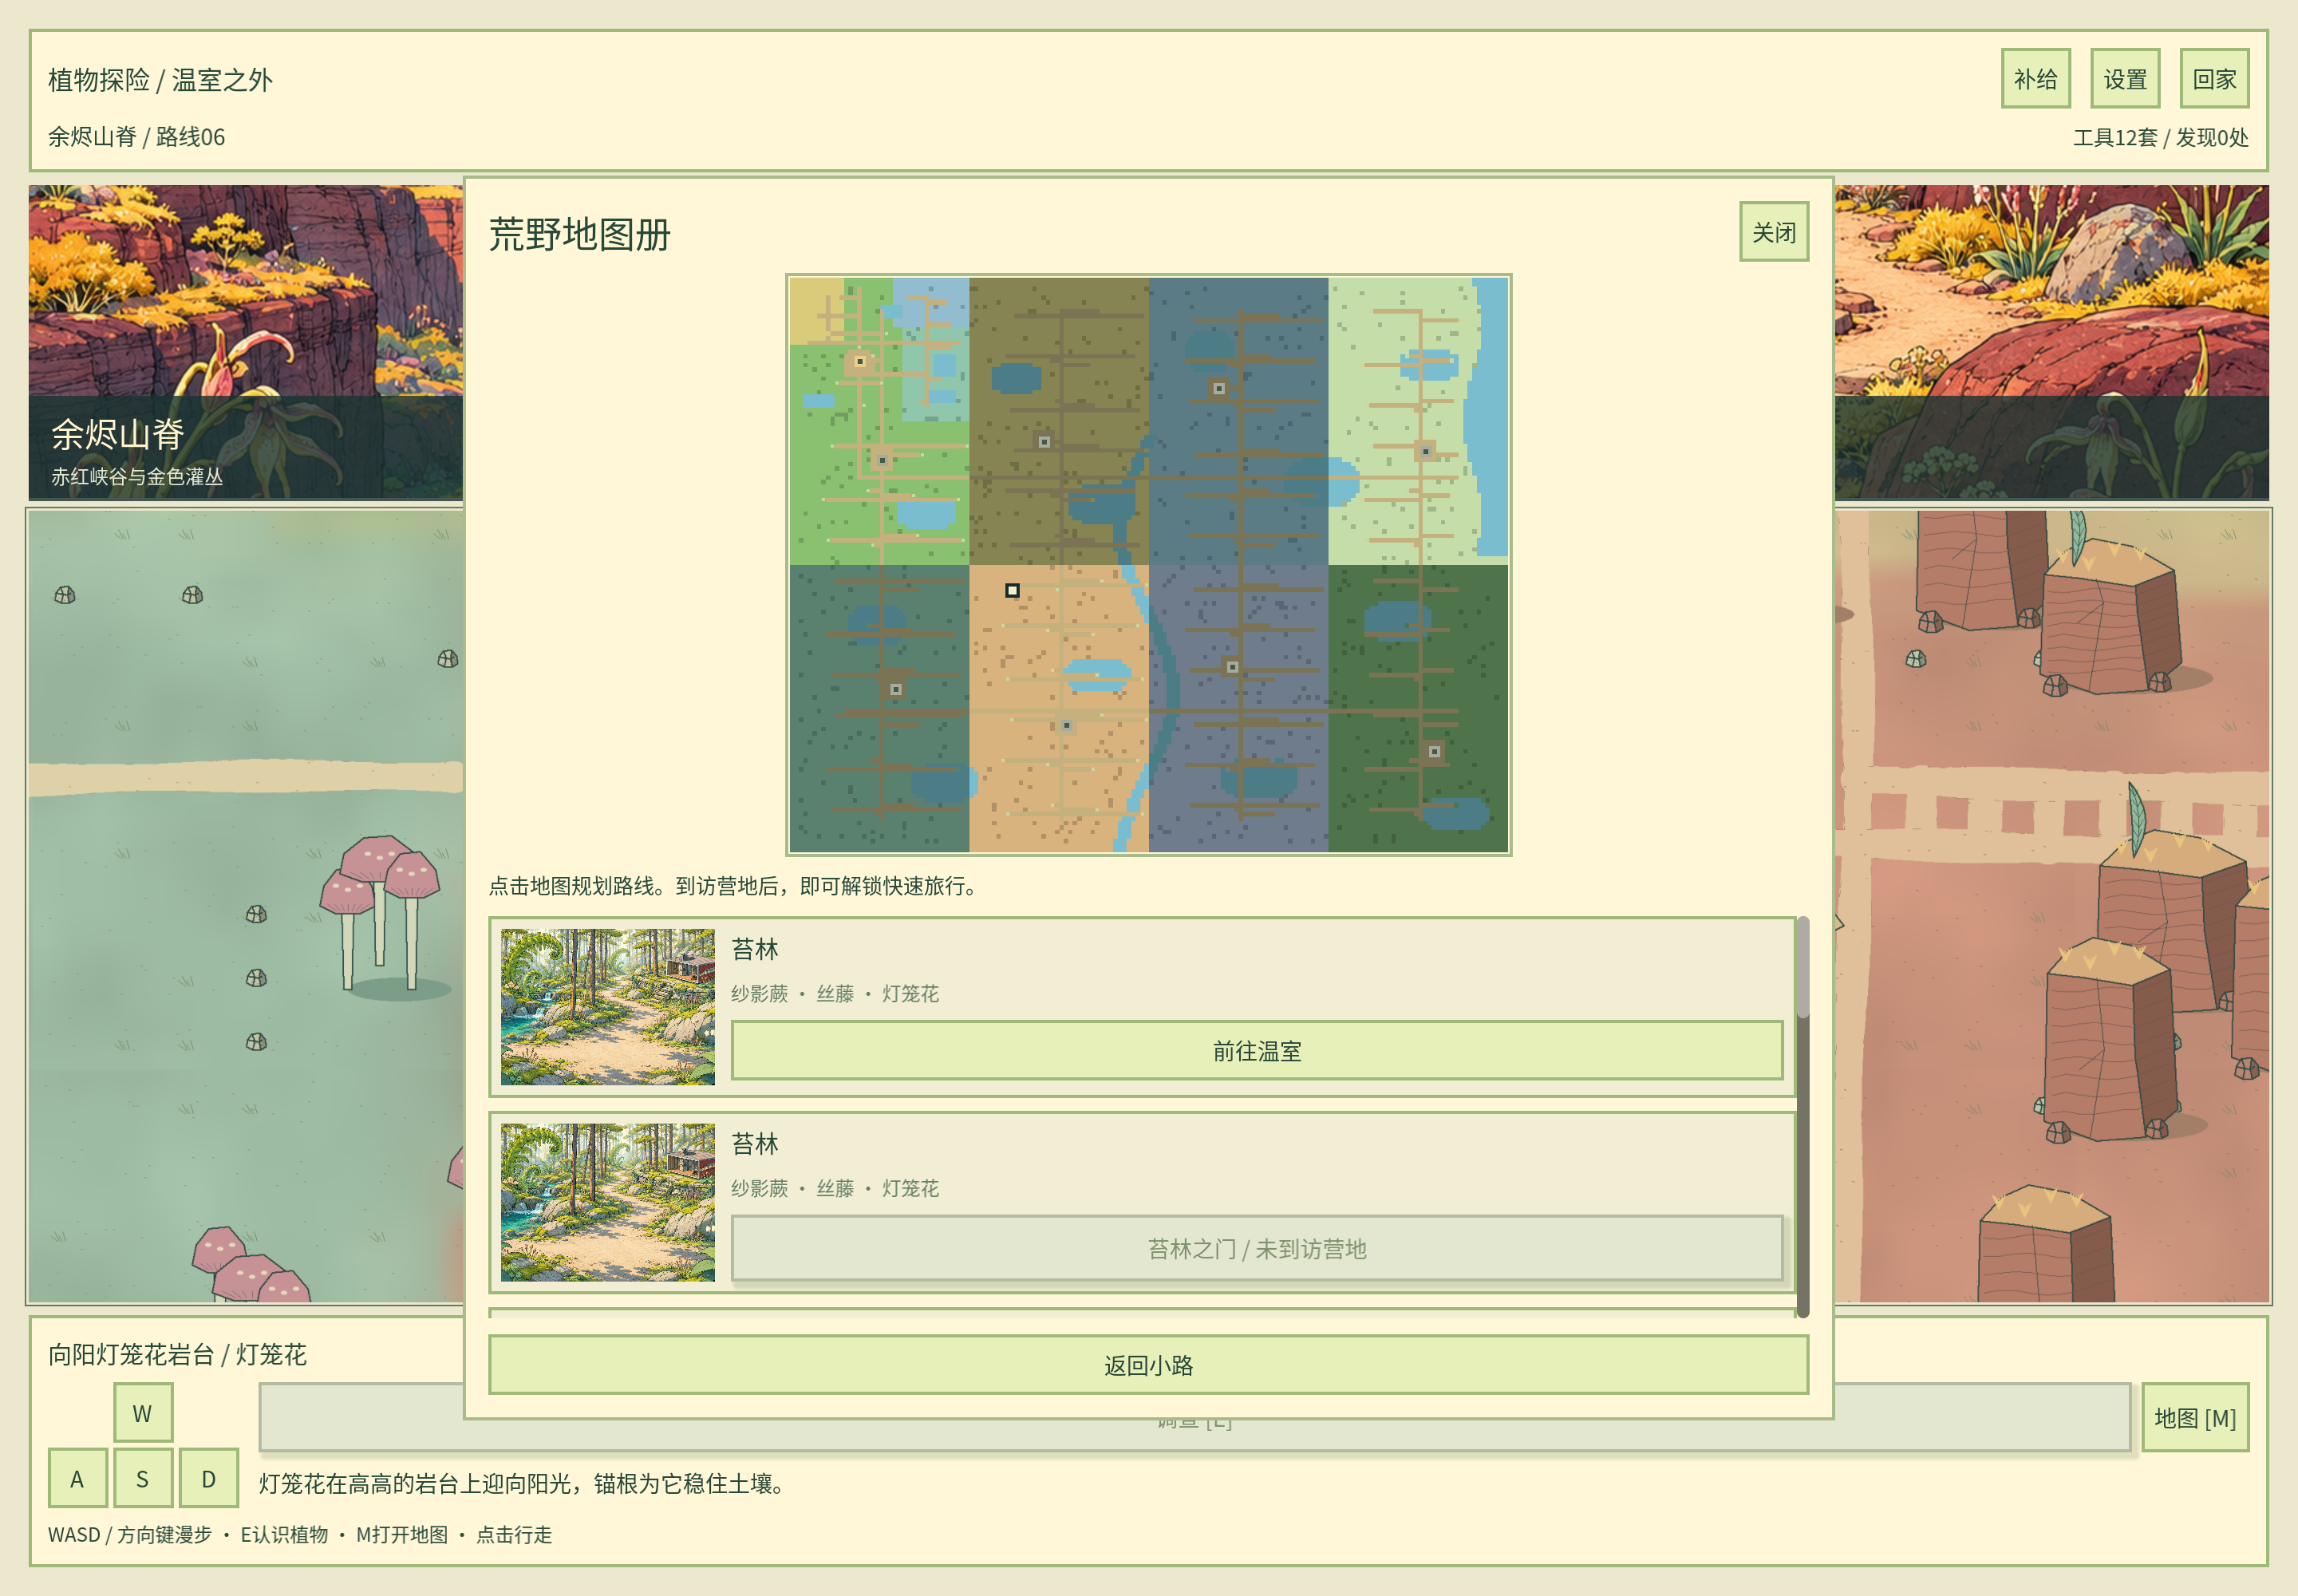 植物探险 / 温室之外
补给
设置
回家
余烬山脊 / 路线06
工具12套 / 发现0处
余烬山脊
赤红峡谷与金色灌丛
荒野地图册
关闭
点击地图规划路线。到访营地后，即可解锁快速旅行。
苔林
纱影蕨 • 丝藤 • 灯笼花
前往温室
苔林
纱影蕨 • 丝藤 • 灯笼花
苔林之门 / 未到访营地
返回小路
向阳灯笼花岩台 / 灯笼花
W
A
S
D
地图 [M]
灯笼花在高高的岩台上迎向阳光，锚根为它稳住土壤。
WASD / 方向键漫步 • E认识植物 • M打开地图 • 点击行走